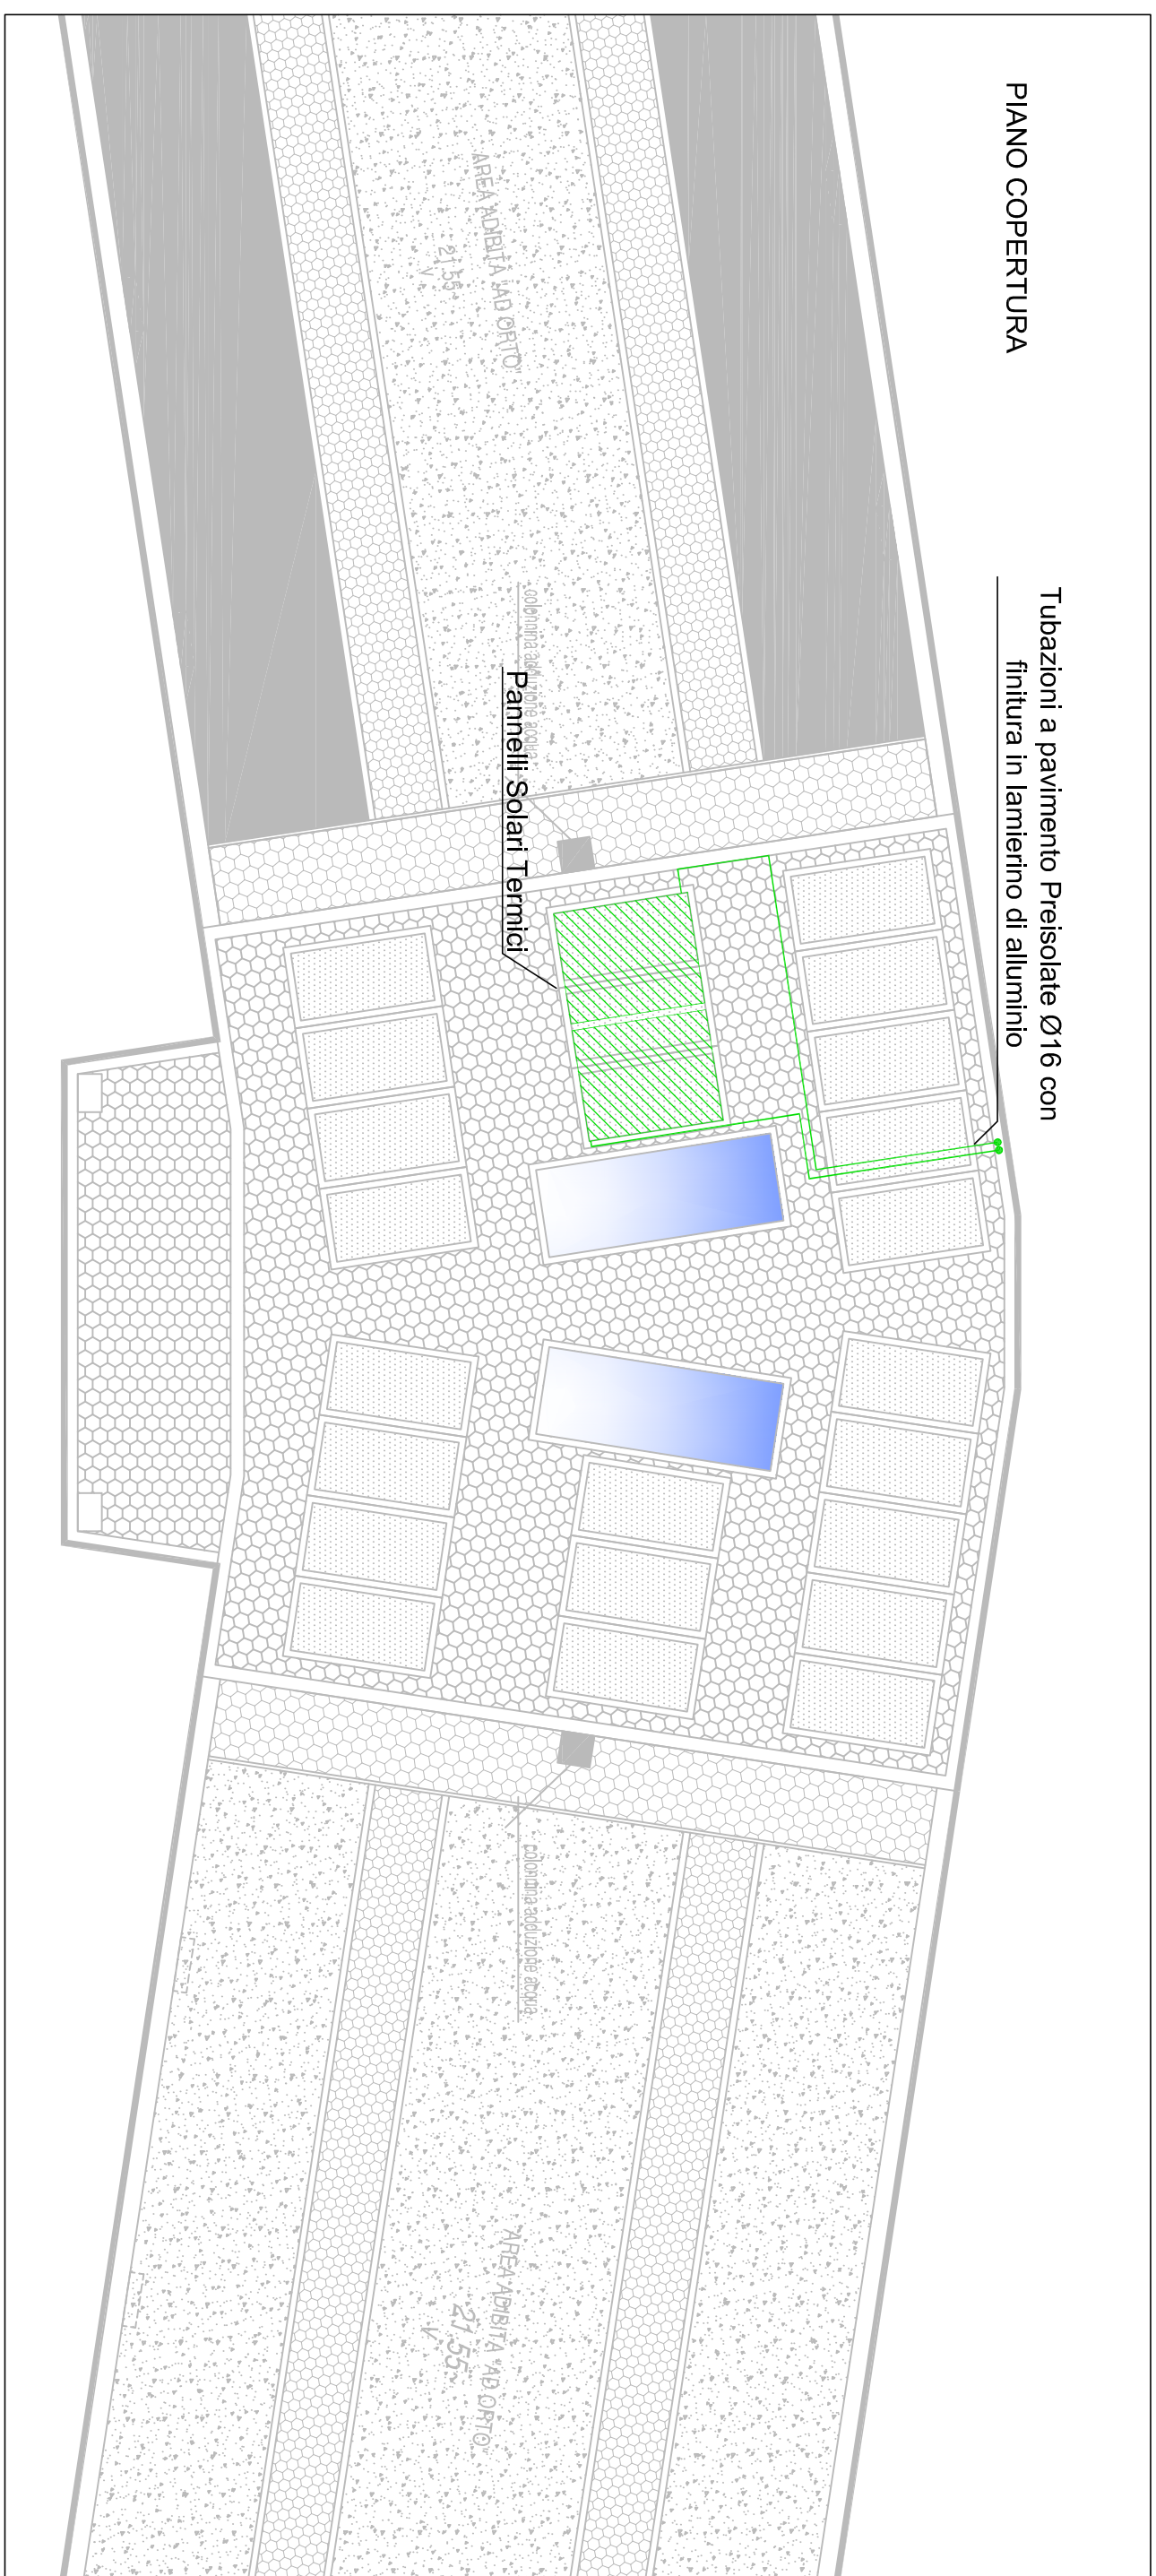 PIANO COPERTURA
Tubazioni a pavimento Preisolate Ø16 con
finitura in lamierino di alluminio
AREA ADIBITA "AD ORTO"
21.55
V
colonnina adduzione acqua
Pannelli Solari Termici
colonnina adduzione acqua
AREA ADIBITA "AD ORTO"
21.55
V